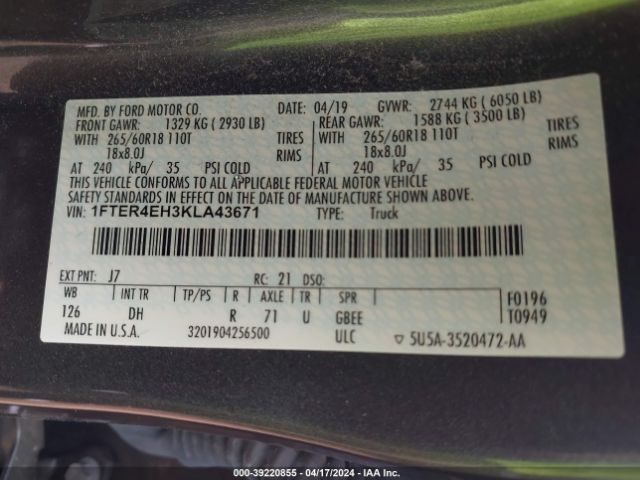 MFD. BY FORD MOTOR CO. DATE: 04/19 GVWR: 2744 KG ( 6050 LB)
FRONT GAWR: 1329 KG ( 2930 LB) REAR GAWR: 1588 KG ( 3500 LB)
WITH 265/60R18 110T TIRES WITH 265/60R18 110T TIRES
18x8.0J RIMS 18x8.0J RIMS
AT 240 kPa/ 35 PSI COLD AT 240 kPa/ 35 PSI COLD
THIS VEHICLE CONFORMS TO ALL APPLICABLE FEDERAL MOTOR VEHICLE
SAFETY STANDARDS IN EFFECT ON THE DATE OF MANUFACTURE SHOWN ABOVE.
VIN: 1FTER4EH3KLA43671 TYPE: Truck
EXT PNT: J7 RC: 21 DSO:
WB INT TR TP/PS R AXLE TR SPR F0196
126 DH R 71 U GBEE T0949
MADE IN U.S.A. 3201904256500 ULC ▽ 5U5A-3520472-AA
000-39220855 - 04/17/2024 - IAA Inc.